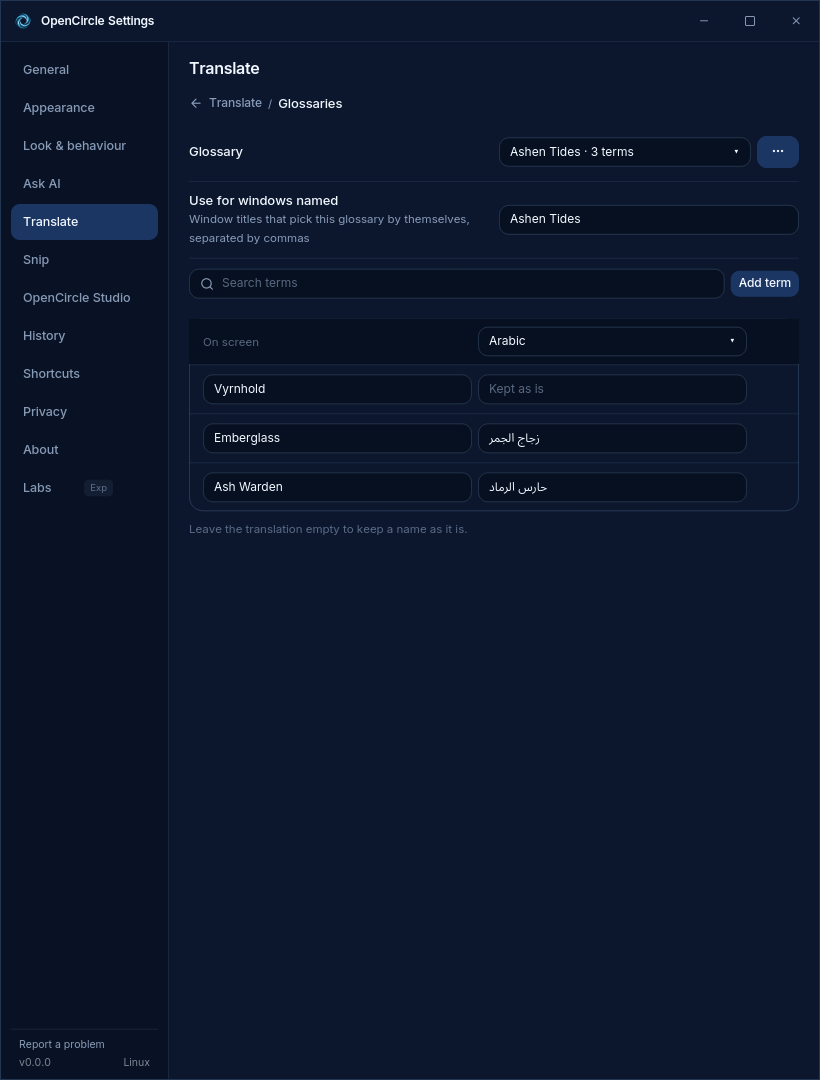 OpenCircle Settings
General
Appearance
Look & behaviour
Ask AI
Translate
Snip
OpenCircle Studio
History
Shortcuts
Privacy
About
Labs Exp
Report a problem
v0.0.0 Linux
Translate
Translate / Glossaries
Glossary Ashen Tides · 3 terms ...
Use for windows named
Window titles that pick this glossary by themselves,
separated by commas
Ashen Tides
Search terms Add term
On screen Arabic
Vyrnhold Kept as is
Emberglass زجاج الجمر
Ash Warden حارس الرماد
Leave the translation empty to keep a name as it is.